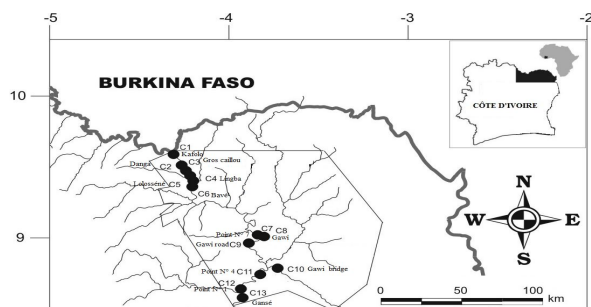 -5 -4 -3 -2
BURKINA FASO
CÔTE D'IVOIRE
10
C1
Kafolo
Danga C2 C3 Gros caillou
C4 Lingba
Lolosséné C5
C6 Bavé
N
W E
S
9
Point N° 7 C7 C8
Gawi
Gawi road C9
Point N° 4 C11 C10 Gawi bridge
C12
Point N° 1 C13
Gansé
0 50 100
km